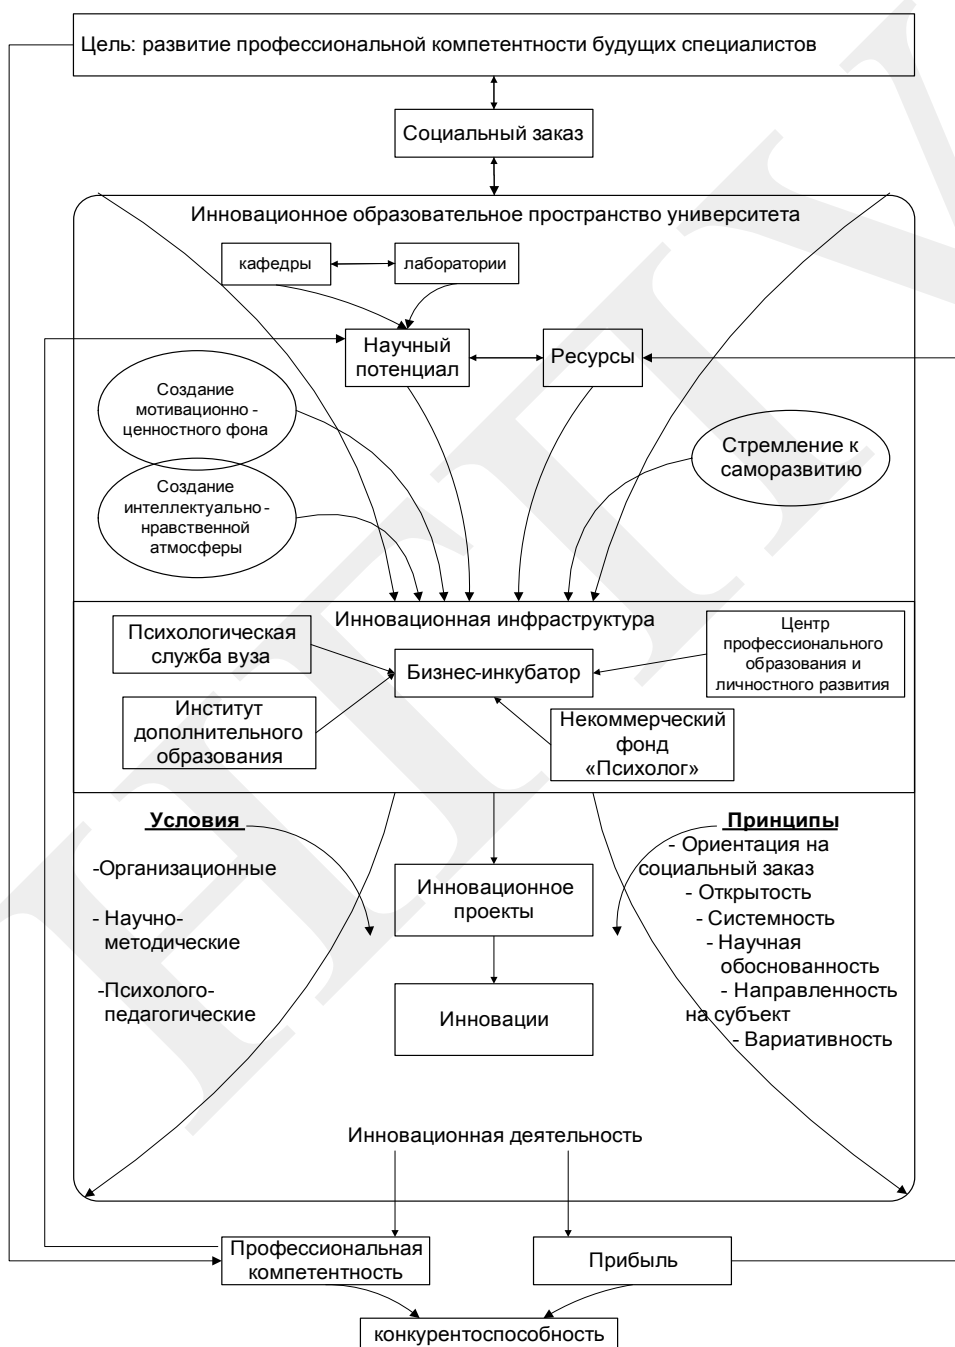 Цель: развитие профессиональной компетентности будущих специалистов
Социальный заказ
Инновационное образовательное пространство университета
кафедры
лаборатории
Научный
потенциал
Ресурсы
Создание
мотивационно-
ценностного фона
Стремление к
саморазвитию
Создание
интеллектуально-
нравственной
атмосферы
Инновационная инфраструктура
Психологическая
служба вуза
Бизнес-инкубатор
Центр
профессионального
образования и
личностного развития
Институт
дополнительного
образования
Некоммерческий
фонд
«Психолог»
Условия
-Организационные
- Научно-
методические
-Психолого-
педагогические
Инновационное
проекты
Инновации
Принципы
- Ориентация на
социальный заказ
- Открытость
- Системность
- Научная
обоснованность
- Направленность
на субъект
- Вариативность
Инновационная деятельность
Профессиональная
компетентность
Прибыль
конкурентоспособность
НГПУ